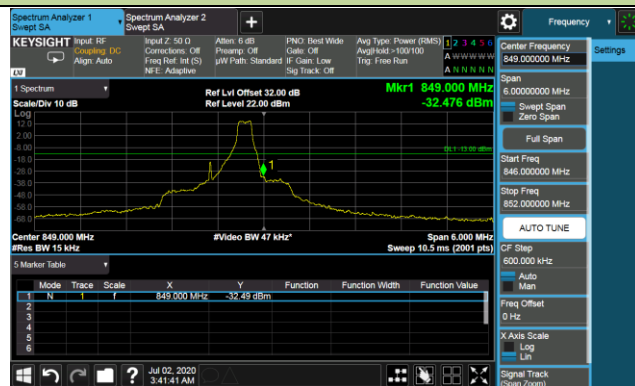 Spectrum Analyzer 1
Swept SA
Spectrum Analyzer 2
Swept SA
+
Frequency
KEYSIGHT
Input: RF
Coupling: DC
Align: Auto
Input Z: 50 Ω
Corrections: Off
Freq Ref: Int (S)
NFE: Adaptive
Atten: 6 dB
Preamp: Off
µW Path: Standard
PNO: Best Wide
Gate: Off
IF Gain: Low
Sig Track: Off
Avg Type: Power (RMS)
Avg|Hold >100/100
Trig: Free Run
1 2 3 4 5 6
A W W W W W
A N N N N N
LXI
Center Frequency
849.000000 MHz
Settings
Span
6.00000000 MHz
Swept Span
Zero Span
Full Span
Start Freq
846.000000 MHz
Stop Freq
852.000000 MHz
AUTO TUNE
CF Step
600.000 kHz
Auto
Man
Freq Offset
0 Hz
X Axis Scale
Log
Lin
Signal Track
(Span Zoom)
1 Spectrum
Scale/Div 10 dB
Log
Ref Lvl Offset 32.00 dB
Ref Level 22.00 dBm
Mkr1 849.000 MHz
-32.476 dBm
12.0
2.00
-8.00
-18.0
-28.0
-38.0
-48.0
-58.0
-68.0
DL1 -13.00 dBm
1
Center 849.000 MHz
#Res BW 15 kHz
#Video BW 47 kHz*
Span 6.000 MHz
Sweep 10.5 ms (2001 pts)
5 Marker Table
Mode Trace Scale X Y Function Function Width Function Value
1 N 1 f 849.000 MHz -32.49 dBm
2
3
4
5
6
?
Jul 02, 2020
3:41:41 AM